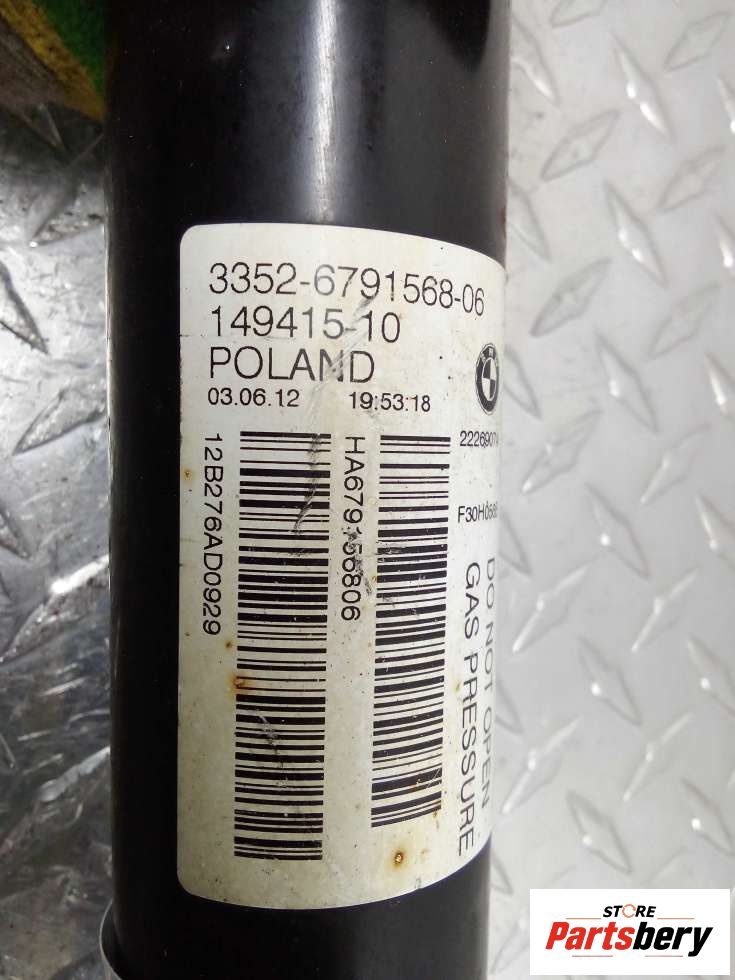 3352-6791568-06
149415-10
POLAND
03.06.12 19:53:18
12B276AD0929
HA679156806
DO NOT OPEN
GAS PRESSURE
STORE
Partsbery